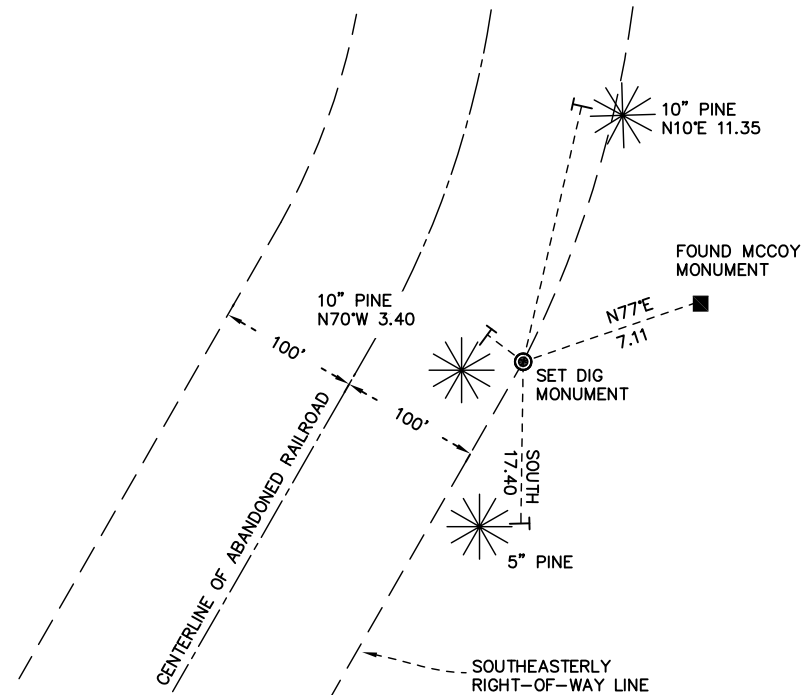 10" PINE
N10°E 11.35
FOUND MCCOY
MONUMENT
10" PINE
N70°W 3.40
N77°E
7.11
100'
SET DIG
MONUMENT
100'
SOUTH
17.40
CENTERLINE OF ABANDONED RAILROAD
5" PINE
SOUTHEASTERLY
RIGHT-OF-WAY LINE